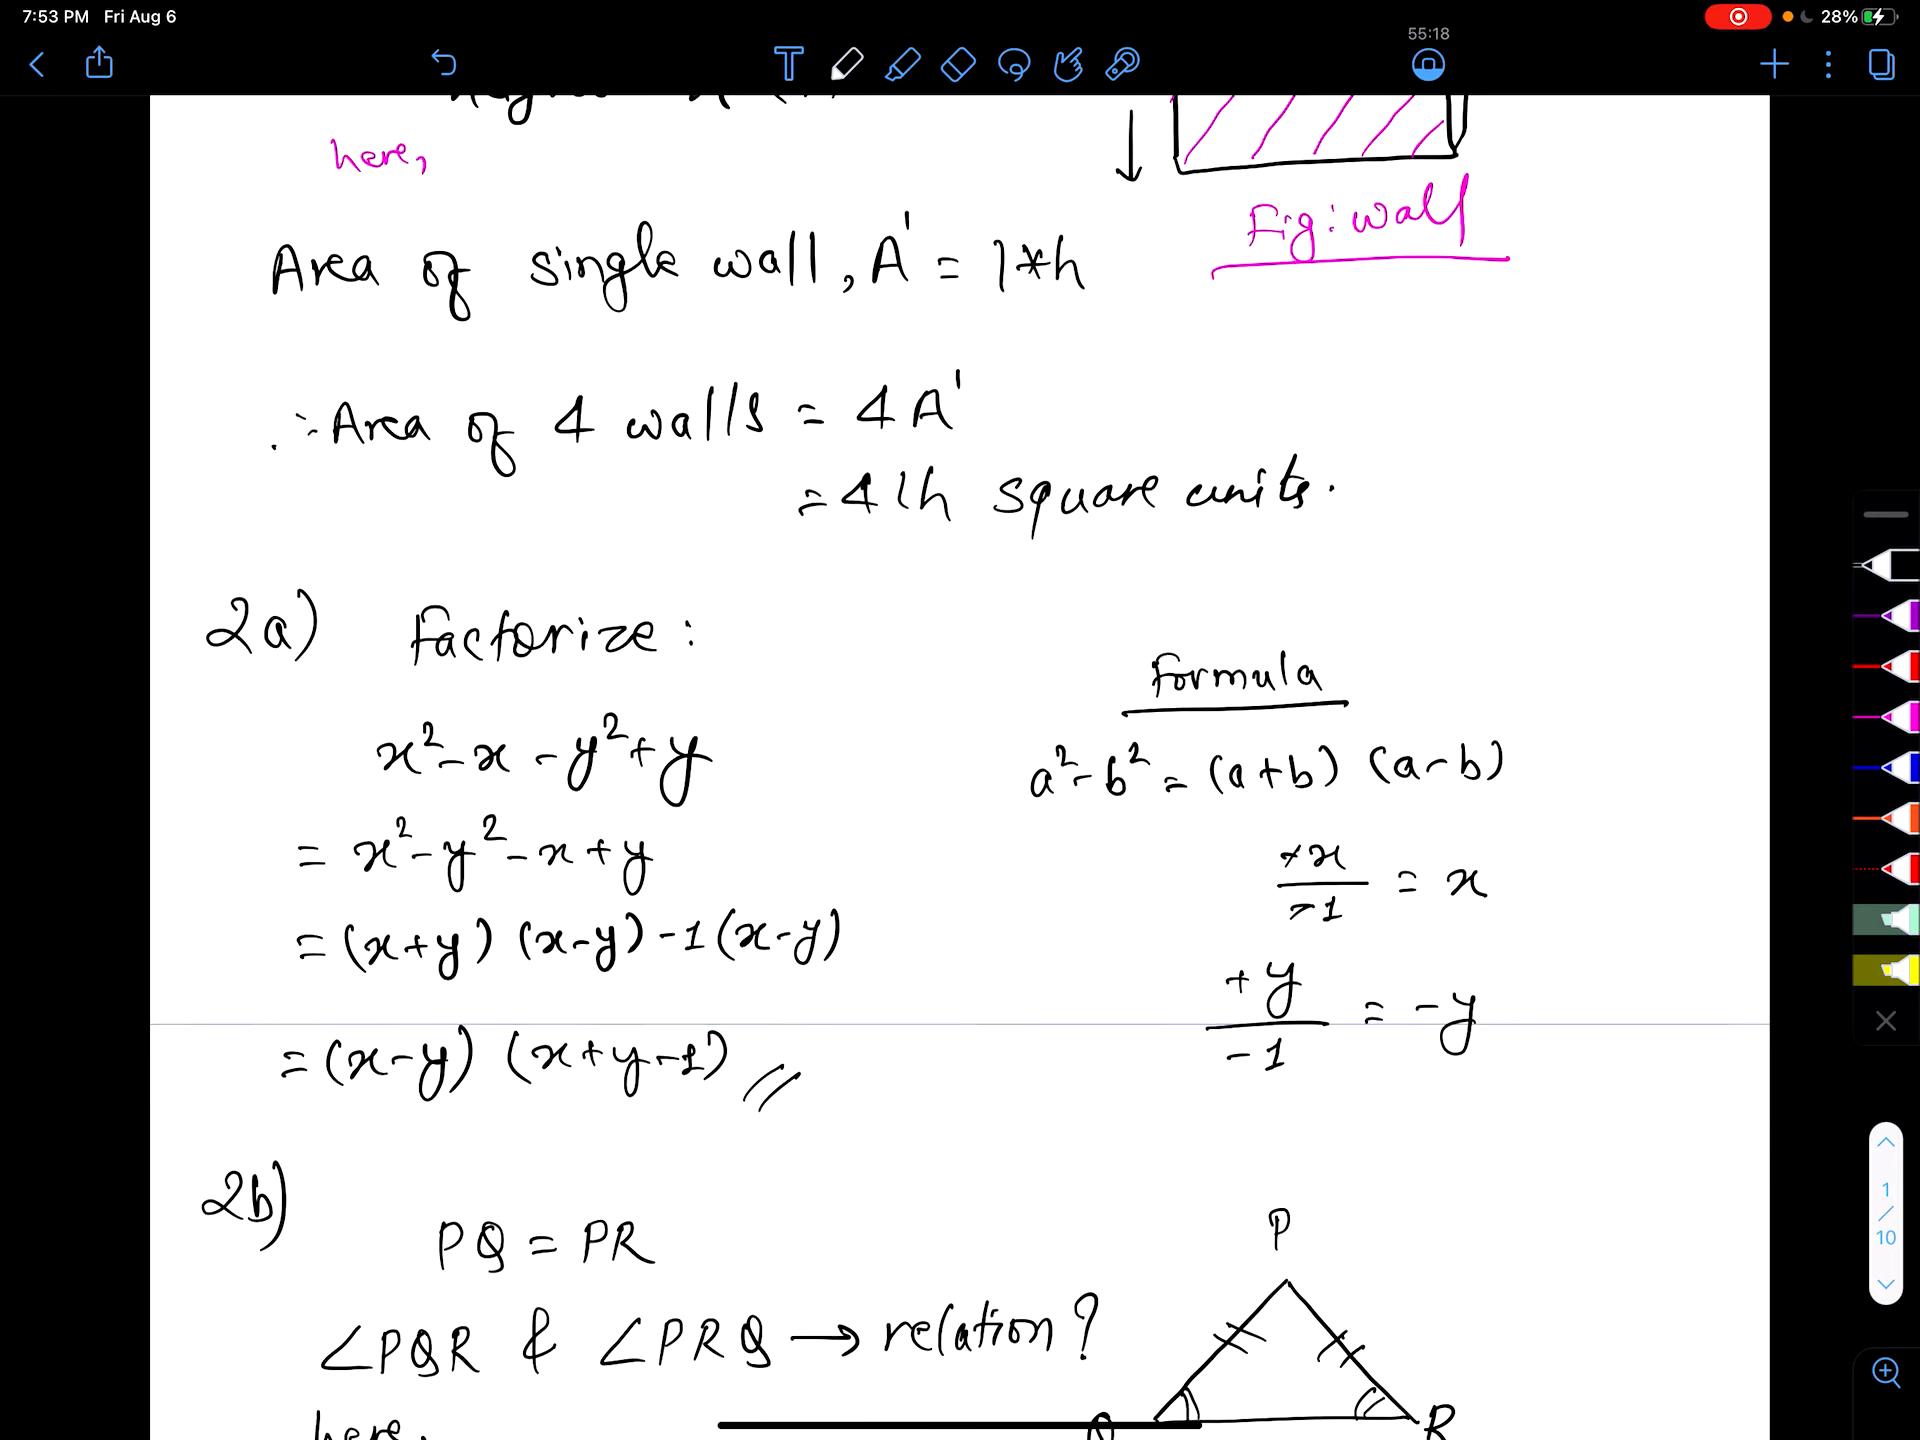 7:53 PM Fri Aug 6
28%
55:18
here,
Fig: wall
Area of single wall, A' = l*h
∴ Area of 4 walls = 4A'
= 4lh square units.
2a) Factorize:
Formula
x² - x - y² + y
a² - b² = (a+b) (a-b)
= x² - y² - x + y
-x/-1 = x
= (x+y) (x-y) -1(x-y)
+y/-1 = -y
= (x-y) (x+y-1)
2b)
PQ = PR
P
∠PQR & ∠PRQ → relation?
here,
Q R
1
/
10